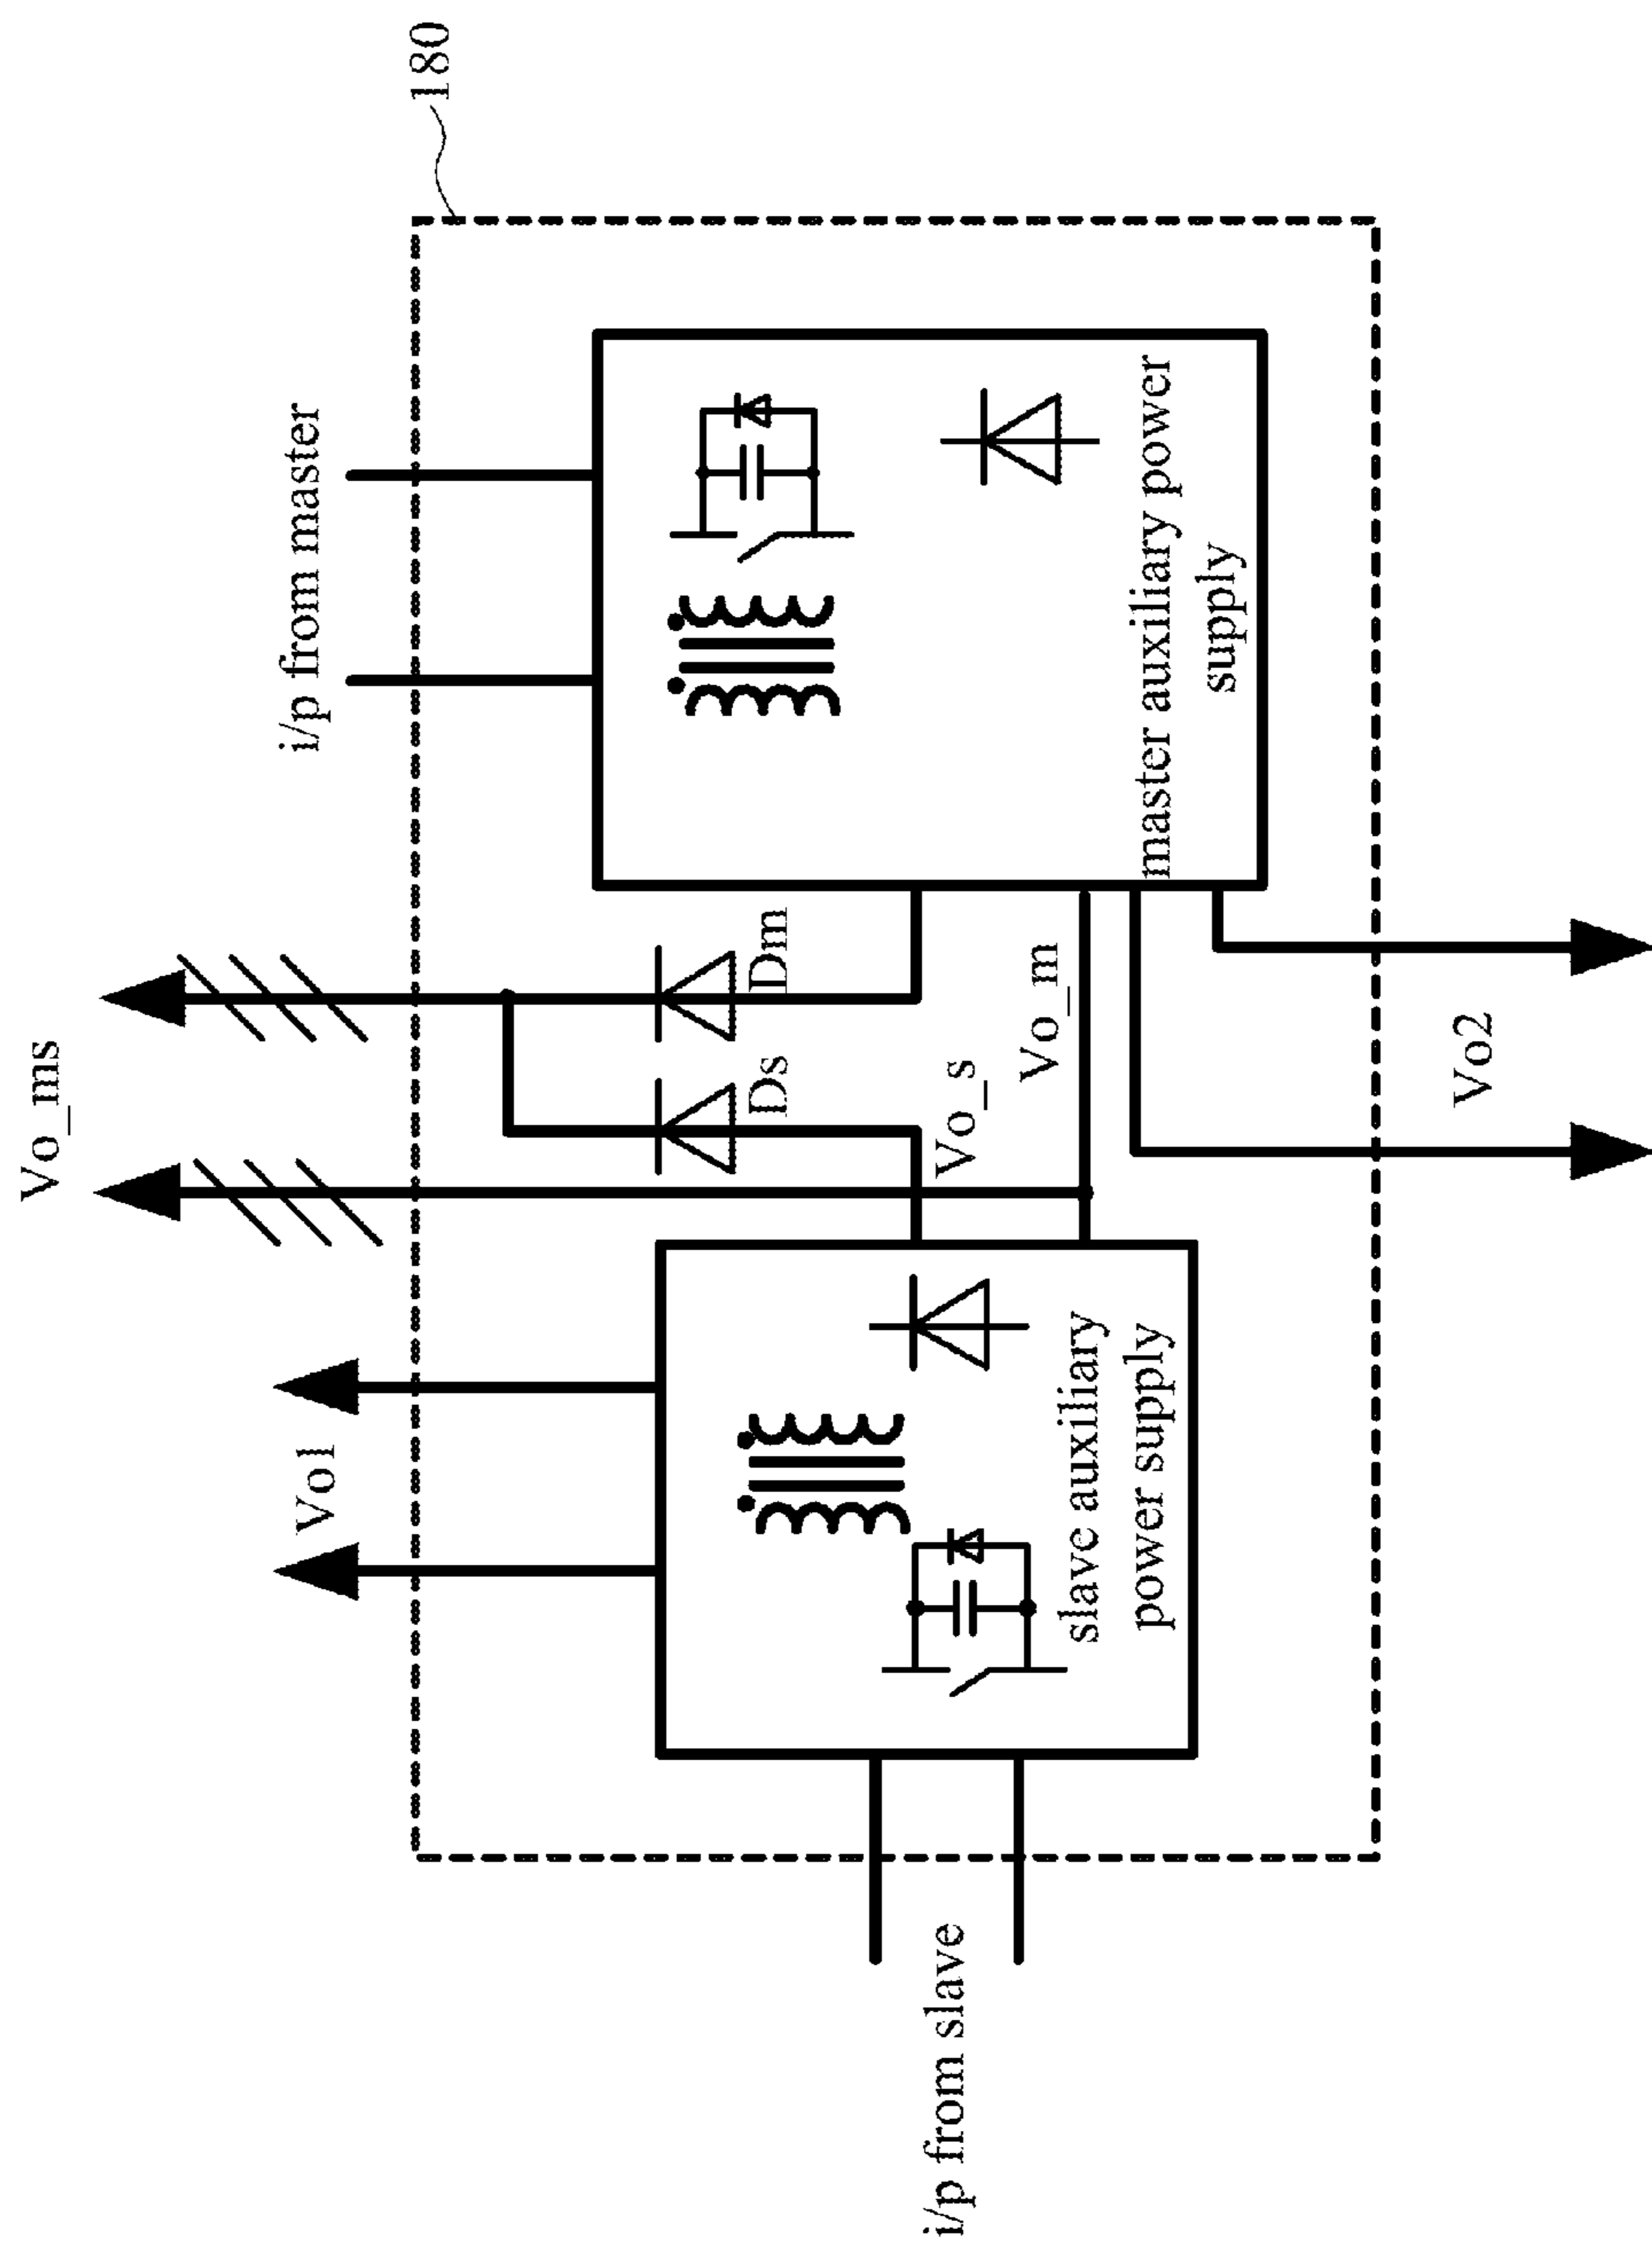 180
i/p from master
Vo_ms
Dm
Ds
Vo_s
Vo_m
master auxiliary power
supply
Vo1
Vo2
slave auxiliary
power supply
i/p from slave